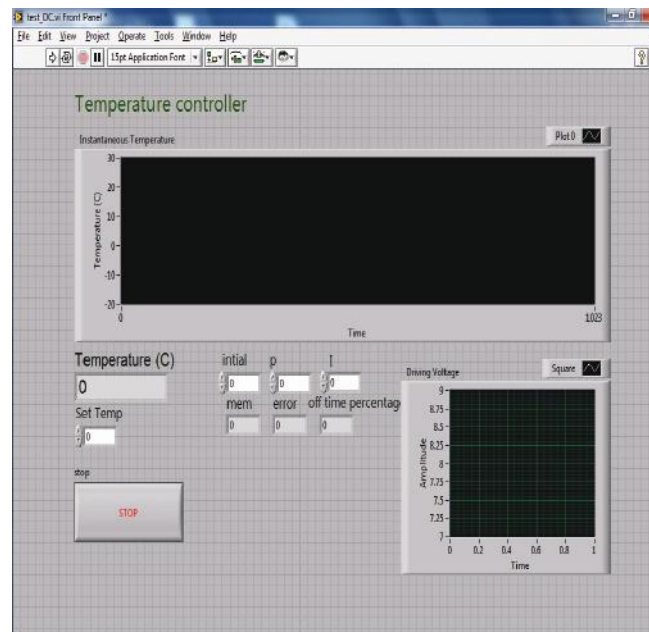 test_DC.vi Front Panel *
File Edit View Project Operate Tools Window Help
15pt Application Font
Temperature controller
Instantaneous Temperature
Plot 0
30
20
10
0
-10
-20
Temperature (C)
0
1023
Time
Temperature (C)
0
Set Temp
0
intial p I
0 0 0
mem error off time percentag
0 0 0
stop
STOP
Driving Voltage
Square
9
8.75
8.5
8.25
8
7.75
7.5
7.25
7
Amplitude
0 0.2 0.4 0.6 0.8 1
Time